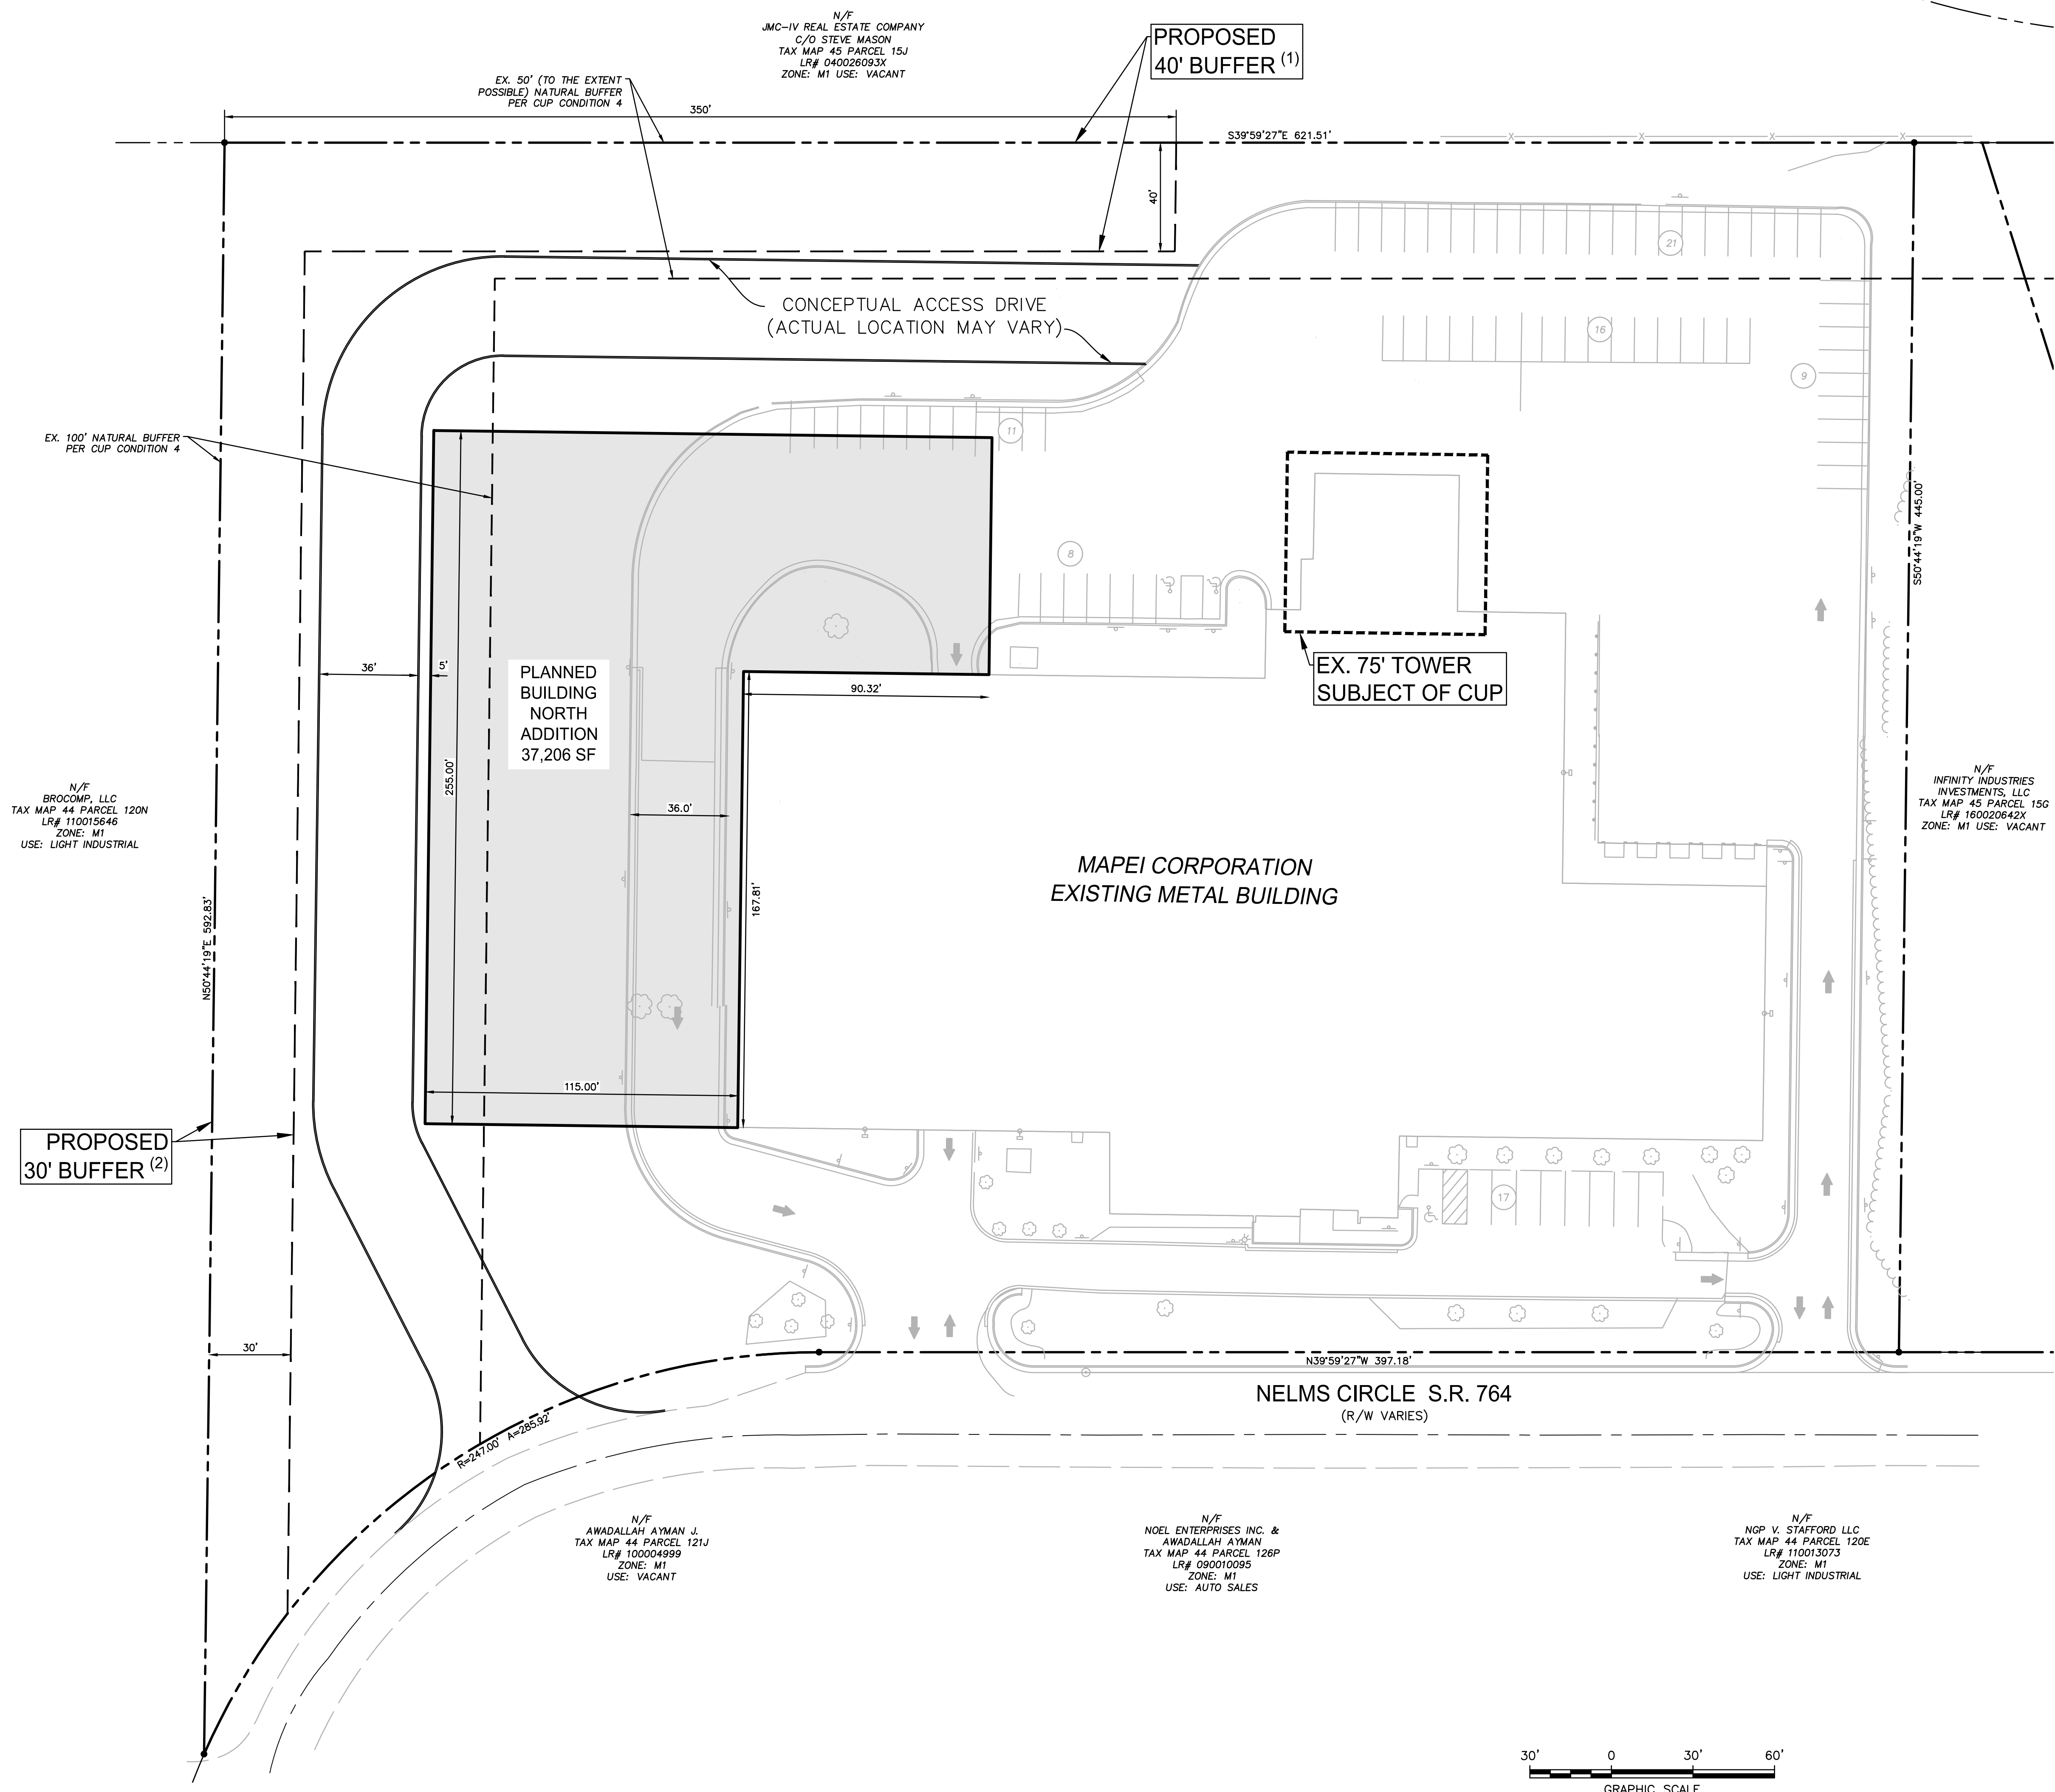 N/F
JMC-IV REAL ESTATE COMPANY
C/O STEVE MASON
TAX MAP 45 PARCEL 15J
LR# 040026093X
ZONE: M1 USE: VACANT
PROPOSED
40' BUFFER (1)
EX. 50' (TO THE EXTENT
POSSIBLE) NATURAL BUFFER
PER CUP CONDITION 4
350'
S39°59'27"E 621.51'
X
X
X
X
40'
21
CONCEPTUAL ACCESS DRIVE
(ACTUAL LOCATION MAY VARY)
16
9
11
EX. 100' NATURAL BUFFER
PER CUP CONDITION 4
S50°44'19"W 445.00'
8
36'
5'
PLANNED
BUILDING
NORTH
ADDITION
37,206 SF
90.32'
EX. 75' TOWER
SUBJECT OF CUP
255.00'
36.0'
167.81'
N/F
BROCOMP, LLC
TAX MAP 44 PARCEL 120N
LR# 110015646
ZONE: M1
USE: LIGHT INDUSTRIAL
N/F
INFINITY INDUSTRIES
INVESTMENTS, LLC
TAX MAP 45 PARCEL 15G
LR# 160020642X
ZONE: M1 USE: VACANT
MAPEI CORPORATION
EXISTING METAL BUILDING
N50°44'19"E 592.83'
115.00'
PROPOSED
30' BUFFER (2)
17
30'
N39°59'27"W 397.18'
NELMS CIRCLE S.R. 764
(R/W VARIES)
R=247.00' A=285.92'
N/F
AWADALLAH AYMAN J.
TAX MAP 44 PARCEL 121J
LR# 100004999
ZONE: M1
USE: VACANT
N/F
NOEL ENTERPRISES INC. &
AWADALLAH AYMAN
TAX MAP 44 PARCEL 126P
LR# 090010095
ZONE: M1
USE: AUTO SALES
N/F
NGP V. STAFFORD LLC
TAX MAP 44 PARCEL 120E
LR# 110013073
ZONE: M1
USE: LIGHT INDUSTRIAL
30' 0 30' 60'
GRAPHIC SCALE